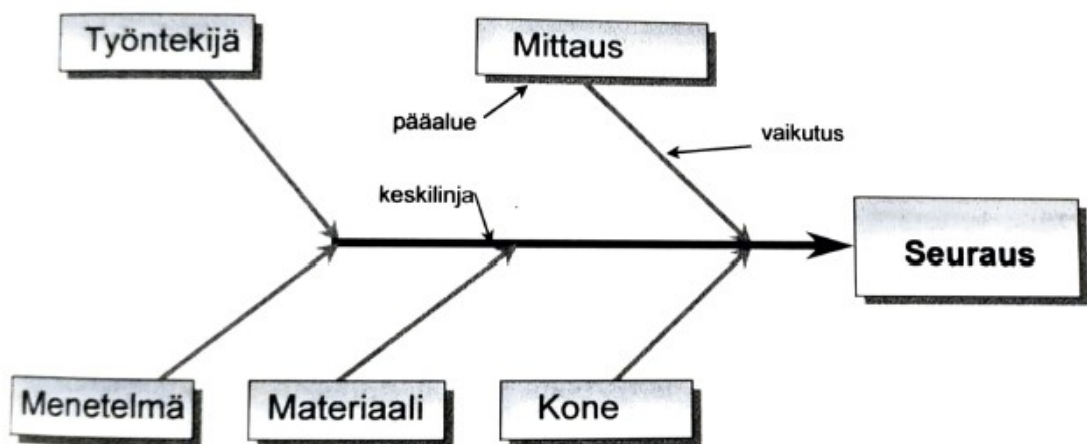 Työntekijä
Mittaus
pääalue
vaikutus
keskilinja
Seuraus
Menetelmä
Materiaali
Kone